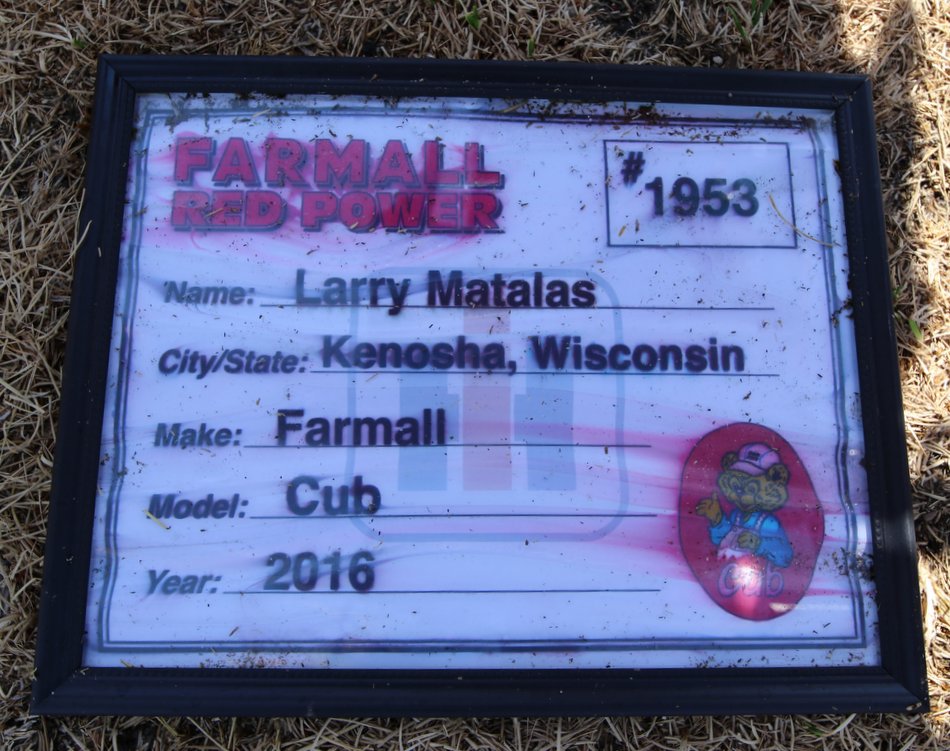 FARMALL
RED POWER
# 1953
Name: Larry Matalas
City/State: Kenosha, Wisconsin
Make: Farmall
Model: Cub
Year: 2016
Cub